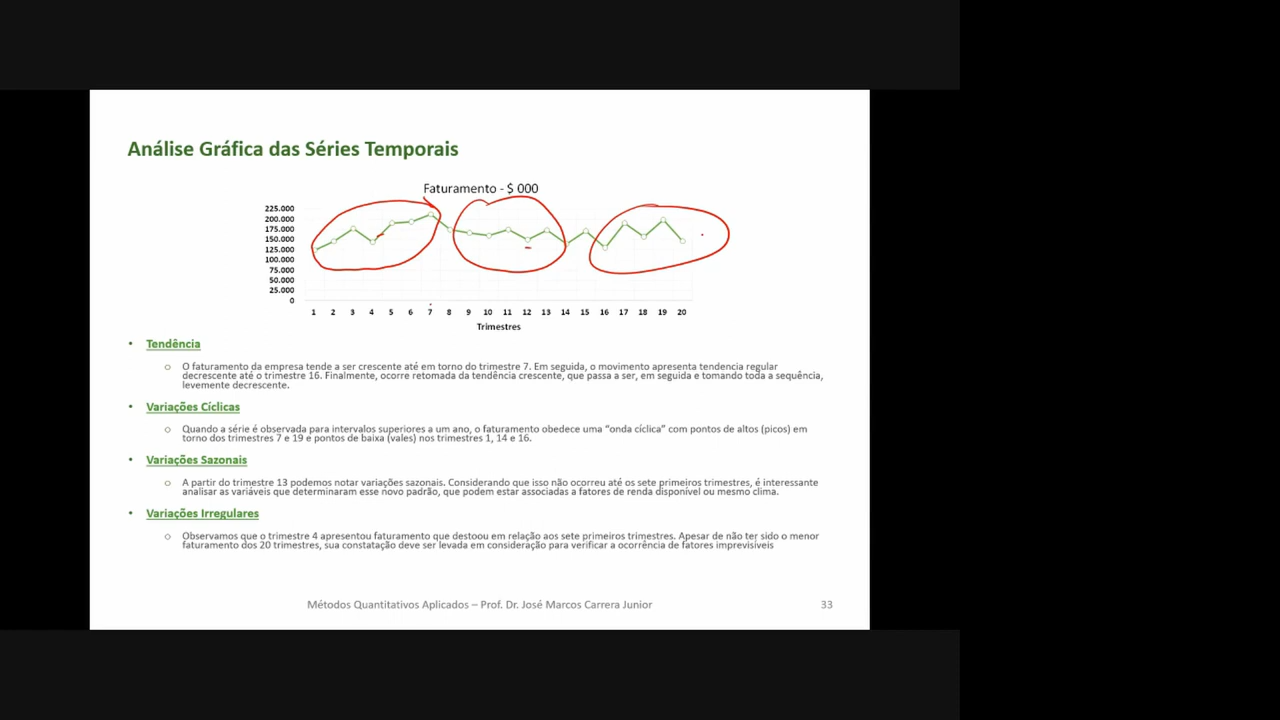 Análise Gráfica das Séries Temporais
Faturamento - $ 000
225.000
200.000
175.000
150.000
125.000
100.000
75.000
50.000
25.000
0
1 2 3 4 5 6 7 8 9 10 11 12 13 14 15 16 17 18 19 20
Trimestres
• Tendência
○ O faturamento da empresa tende a ser crescente até em torno do trimestre 7. Em seguida, o movimento apresenta tendencia regular
decrescente até o trimestre 16. Finalmente, ocorre retomada da tendência crescente, que passa a ser, em seguida e tomando toda a sequência,
levemente decrescente.
• Variações Cíclicas
○ Quando a série é observada para intervalos superiores a um ano, o faturamento obedece uma “onda cíclica” com pontos de altos (picos) em
torno dos trimestres 7 e 19 e pontos de baixa (vales) nos trimestres 1, 14 e 16.
• Variações Sazonais
○ A partir do trimestre 13 podemos notar variações sazonais. Considerando que isso não ocorreu até os sete primeiros trimestres, é interessante
analisar as variáveis que determinaram esse novo padrão, que podem estar associadas a fatores de renda disponível ou mesmo clima.
• Variações Irregulares
○ Observamos que o trimestre 4 apresentou faturamento que destoou em relação aos sete primeiros trimestres. Apesar de não ter sido o menor
faturamento dos 20 trimestres, sua constatação deve ser levada em consideração para verificar a ocorrência de fatores imprevisíveis
Métodos Quantitativos Aplicados – Prof. Dr. José Marcos Carrera Junior
33